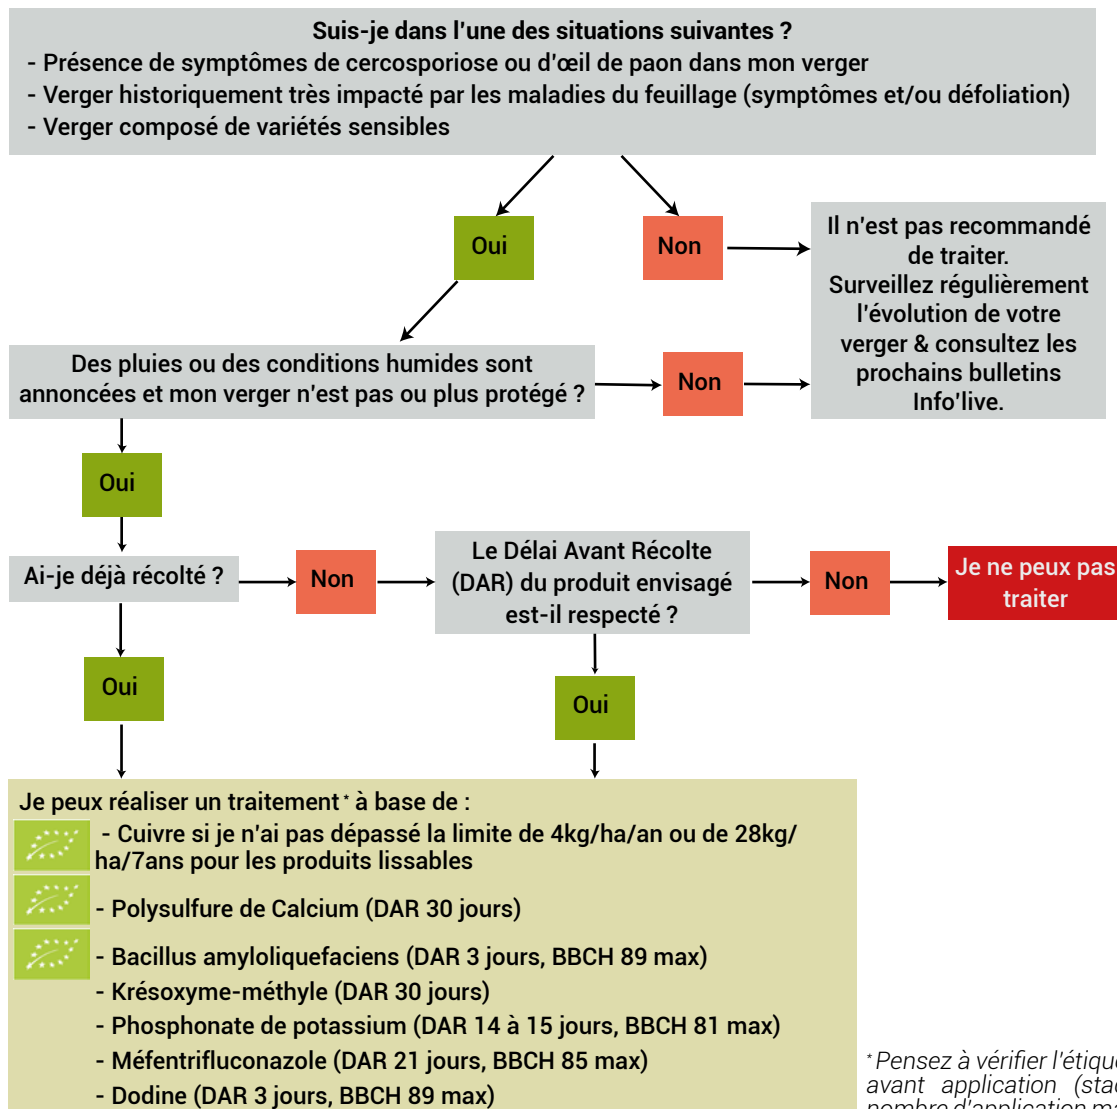 Suis-je dans l'une des situations suivantes ?
- Présence de symptômes de cercosporiose ou d'œil de paon dans mon verger
- Verger historiquement très impacté par les maladies du feuillage (symptômes et/ou défoliation)
- Verger composé de variétés sensibles
Oui
Non
Il n'est pas recommandé
de traiter.
Surveillez régulièrement
l'évolution de votre
verger & consultez les
prochains bulletins
Info'live.
Des pluies ou des conditions humides sont
annoncées et mon verger n'est pas ou plus protégé ?
Non
Oui
Ai-je déjà récolté ?
Non
Le Délai Avant Récolte
(DAR) du produit envisagé
est-il respecté ?
Non
Je ne peux pas
traiter
Oui
Oui
Je peux réaliser un traitement * à base de :
- Cuivre si je n'ai pas dépassé la limite de 4kg/ha/an ou de 28kg/
ha/7ans pour les produits lissables
- Polysulfure de Calcium (DAR 30 jours)
- Bacillus amyloliquefaciens (DAR 3 jours, BBCH 89 max)
- Krésoxyme-méthyle (DAR 30 jours)
- Phosphonate de potassium (DAR 14 à 15 jours, BBCH 81 max)
- Méfentrifluconazole (DAR 21 jours, BBCH 85 max)
- Dodine (DAR 3 jours, BBCH 89 max)
* Pensez à vérifier l'étique
avant application (stad
nombre d'application ma